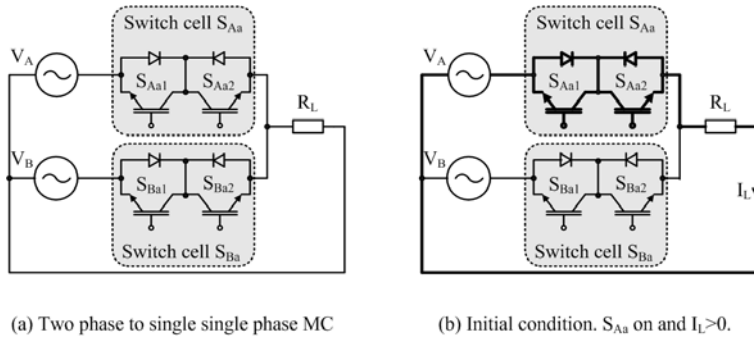 Switch cell S_Aa
V_A
S_Aa1 S_Aa2
R_L
V_B
S_Ba1 S_Ba2
Switch cell S_Ba
(a) Two phase to single single phase MC
Switch cell S_Aa
V_A
S_Aa1 S_Aa2
R_L
V_B
S_Ba1 S_Ba2
I_L
Switch cell S_Ba
(b) Initial condition. S_Aa on and I_L>0.